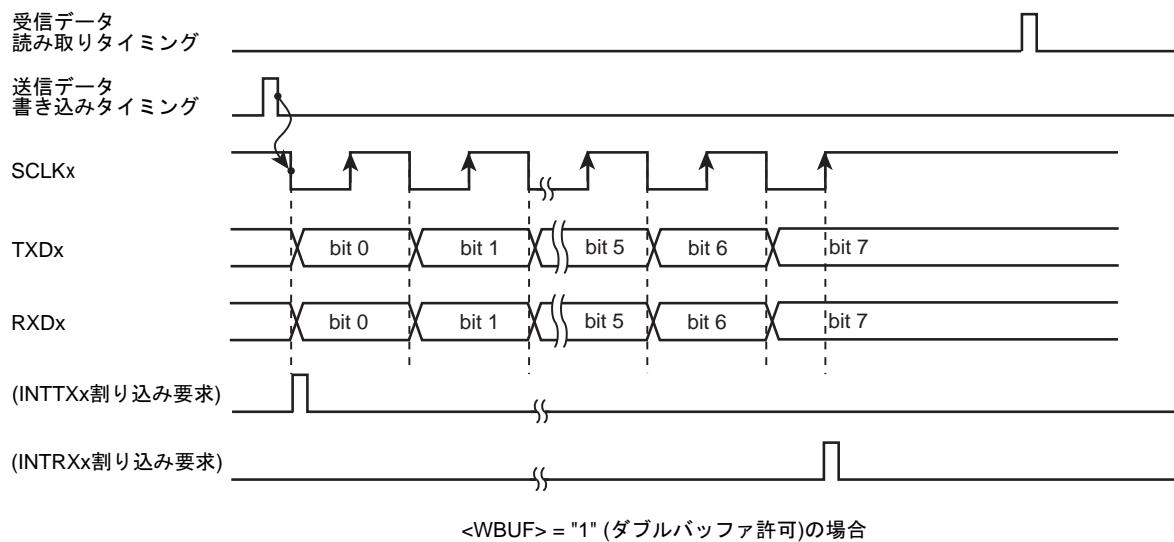 受信データ
読み取りタイミング
送信データ
書き込みタイミング
SCLKx
TXDx
bit 0
bit 1
bit 5
bit 6
bit 7
RXDx
bit 0
bit 1
bit 5
bit 6
bit 7
(INTTXx割り込み要求)
(INTRXx割り込み要求)
<WBUF> = "1" (ダブルバッファ許可)の場合